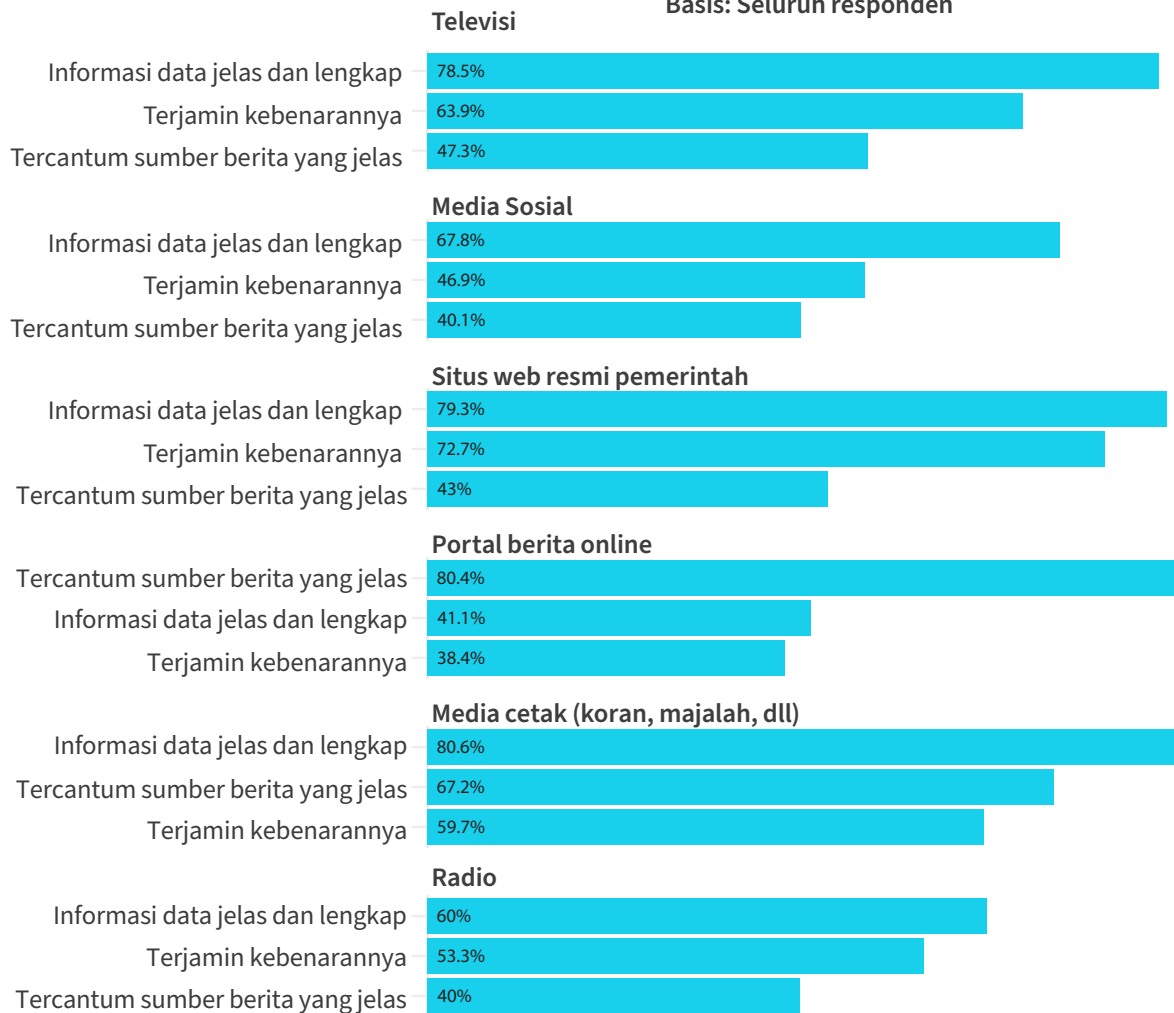 Basis: Seluruh responden
Televisi
Informasi data jelas dan lengkap 78.5%
Terjamin kebenarannya 63.9%
Tercantum sumber berita yang jelas 47.3%
Media Sosial
Informasi data jelas dan lengkap 67.8%
Terjamin kebenarannya 46.9%
Tercantum sumber berita yang jelas 40.1%
Situs web resmi pemerintah
Informasi data jelas dan lengkap 79.3%
Terjamin kebenarannya 72.7%
Tercantum sumber berita yang jelas 43%
Portal berita online
Tercantum sumber berita yang jelas 80.4%
Informasi data jelas dan lengkap 41.1%
Terjamin kebenarannya 38.4%
Media cetak (koran, majalah, dll)
Informasi data jelas dan lengkap 80.6%
Tercantum sumber berita yang jelas 67.2%
Terjamin kebenarannya 59.7%
Radio
Informasi data jelas dan lengkap 60%
Terjamin kebenarannya 53.3%
Tercantum sumber berita yang jelas 40%